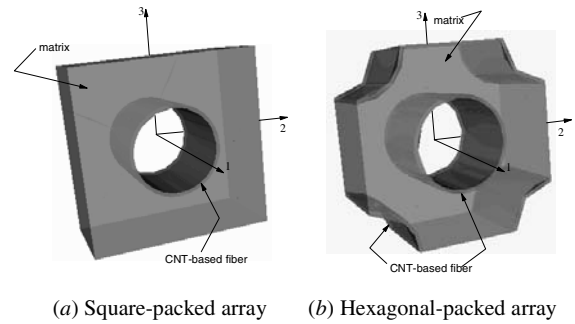 3
matrix
2
1
CNT-based fiber
(a) Square-packed array
3
matrix
2
1
CNT-based fiber
(b) Hexagonal-packed array